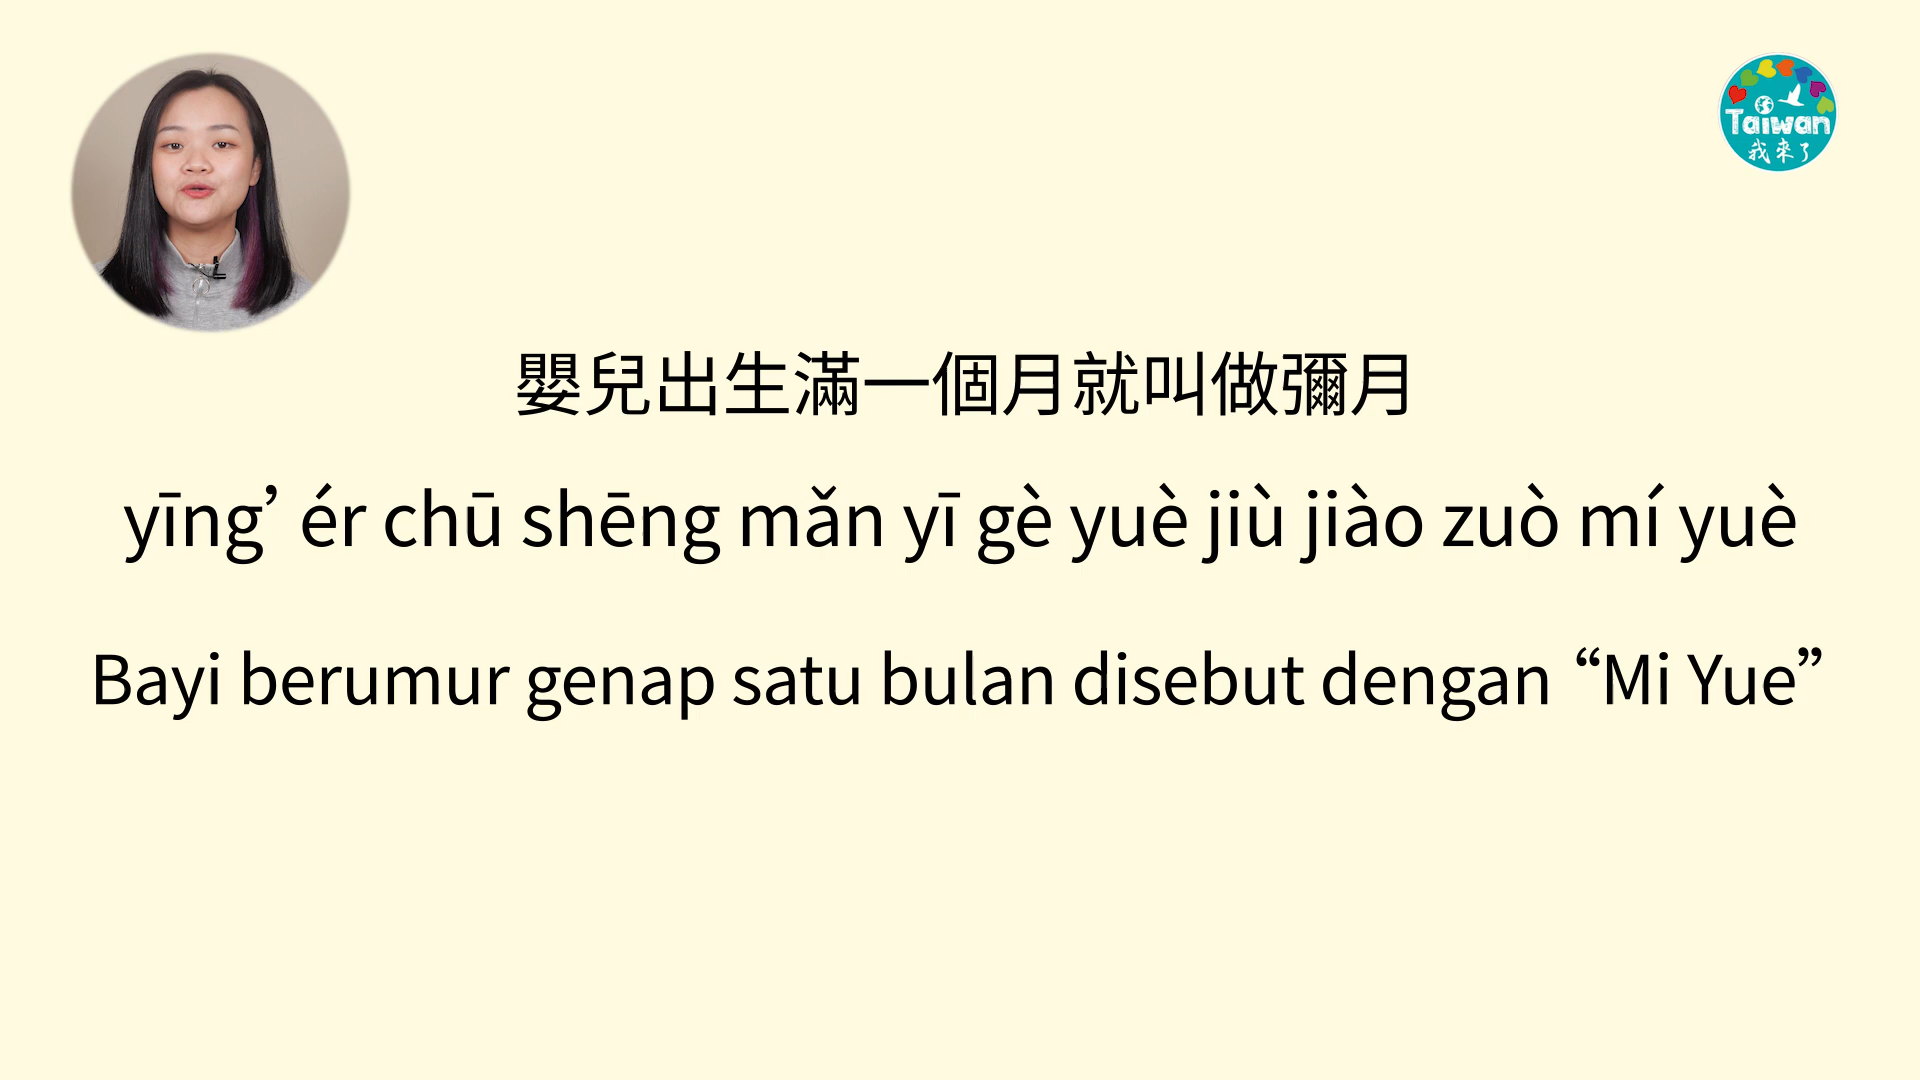 Taiwan
我來了
嬰兒出生滿一個月就叫做彌月
yīng’ ér chū shēng mǎn yī gè yuè jiù jiào zuò mí yuè
Bayi berumur genap satu bulan disebut dengan “Mi Yue”